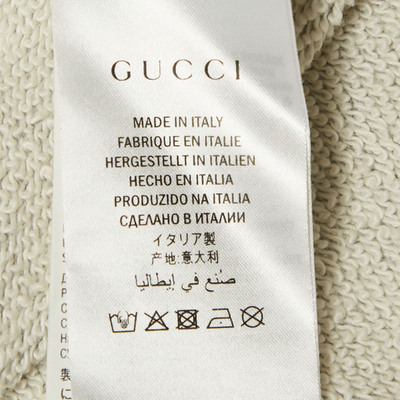 GUCCI
MADE IN ITALY
FABRIQUE EN ITALIE
HERGESTELLT IN ITALIEN
HECHO EN ITALIA
PRODUZIDO NA ITALIA
СДЕЛАНО В ИТАЛИИ
イタリア製
产地:意大利
صُنع في إيطاليا